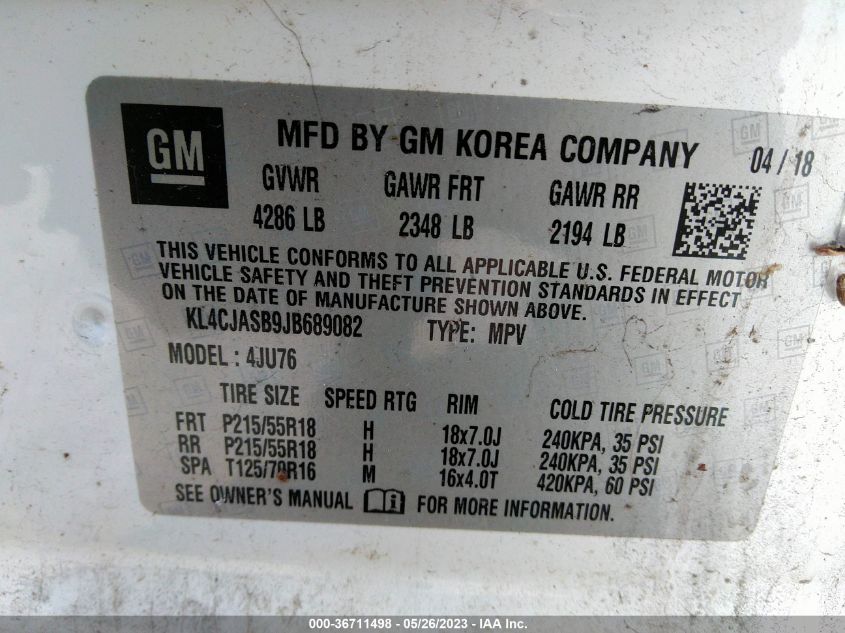 GM
MFD BY GM KOREA COMPANY 04 / 18
GVWR GAWR FRT GAWR RR
4286 LB 2348 LB 2194 LB
THIS VEHICLE CONFORMS TO ALL APPLICABLE U.S. FEDERAL MOTOR
VEHICLE SAFETY AND THEFT PREVENTION STANDARDS IN EFFECT
ON THE DATE OF MANUFACTURE SHOWN ABOVE.
KL4CJASB9JB689082 TYPE: MPV
MODEL : 4JU76
TIRE SIZE SPEED RTG RIM COLD TIRE PRESSURE
FRT P215/55R18 H 18x7.0J 240KPA, 35 PSI
RR P215/55R18 H 18x7.0J 240KPA, 35 PSI
SPA T125/70R16 M 16x4.0T 420KPA, 60 PSI
SEE OWNER'S MANUAL FOR MORE INFORMATION.
000-36711498 - 05/26/2023 - © IAA Inc.